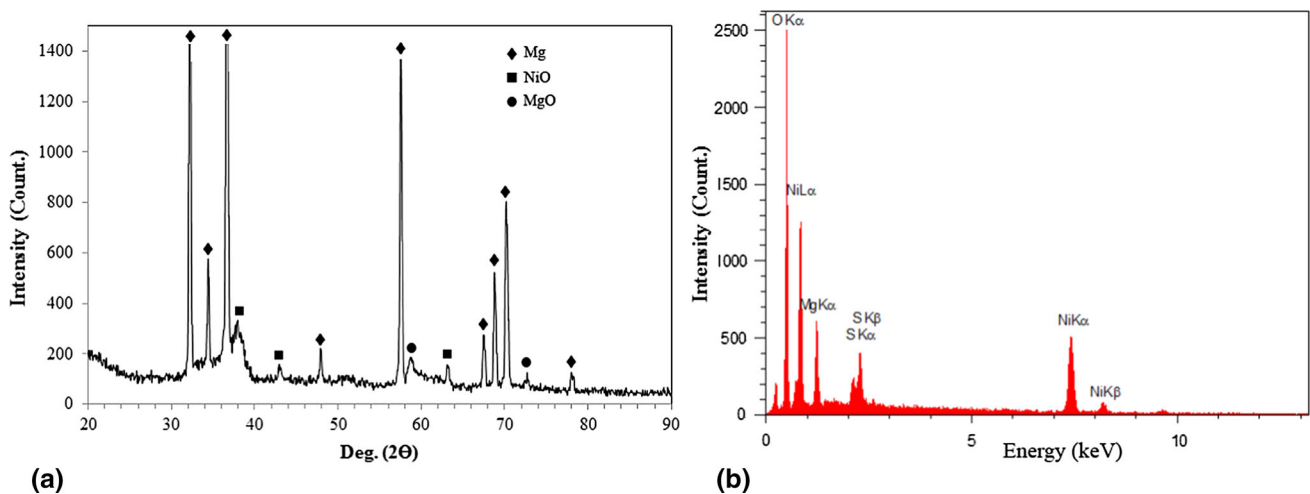 1400
1200
1000
800
600
400
200
0
Intensity (Count.)
Mg
NiO
MgO
20 30 40 50 60 70 80 90
Deg. (2Ɵ)
(a)
2500
2000
1500
1000
500
0
Intensity (Count.)
OKα
NiLα
MgKα
SKβ
SKα
NiKα
NiKβ
0 5 10
Energy (keV)
(b)